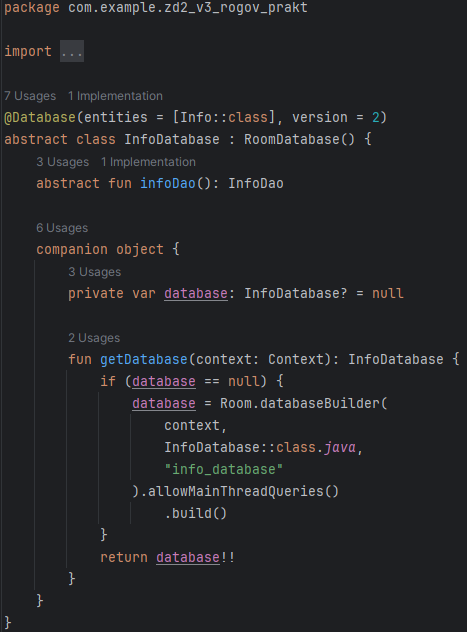 package com.example.zd2_v3_rogov_prakt
import ...
7 Usages 1 Implementation
@Database(entities = [Info::class], version = 2)
abstract class InfoDatabase : RoomDatabase() {
3 Usages 1 Implementation
abstract fun infoDao(): InfoDao
6 Usages
companion object {
3 Usages
private var database: InfoDatabase? = null
2 Usages
fun getDatabase(context: Context): InfoDatabase {
if (database == null) {
database = Room.databaseBuilder(
context,
InfoDatabase::class.java,
"info_database"
).allowMainThreadQueries()
.build()
}
return database!!
}
}
}